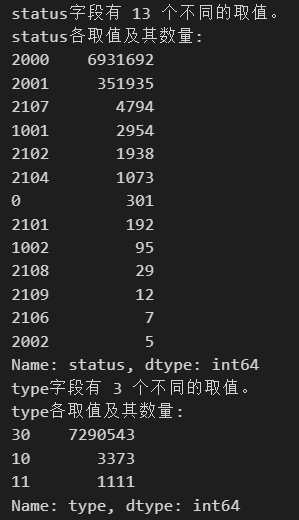 status字段有 13 个不同的取值。
status各取值及其数量:
2000    6931692
2001     351935
2107       4794
1001       2954
2102       1938
2104       1073
0           301
2101        192
1002         95
2108         29
2109         12
2106          7
2002          5
Name: status, dtype: int64
type字段有 3 个不同的取值。
type各取值及其数量:
30    7290543
10       3373
11       1111
Name: type, dtype: int64